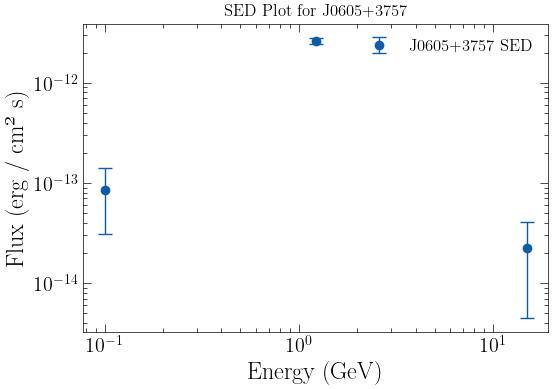 SED Plot for J0605+3757
J0605+3757 SED
Flux (erg / cm² s)
10⁻¹²
10⁻¹³
10⁻¹⁴
10⁻¹ 10⁰ 10¹
Energy (GeV)